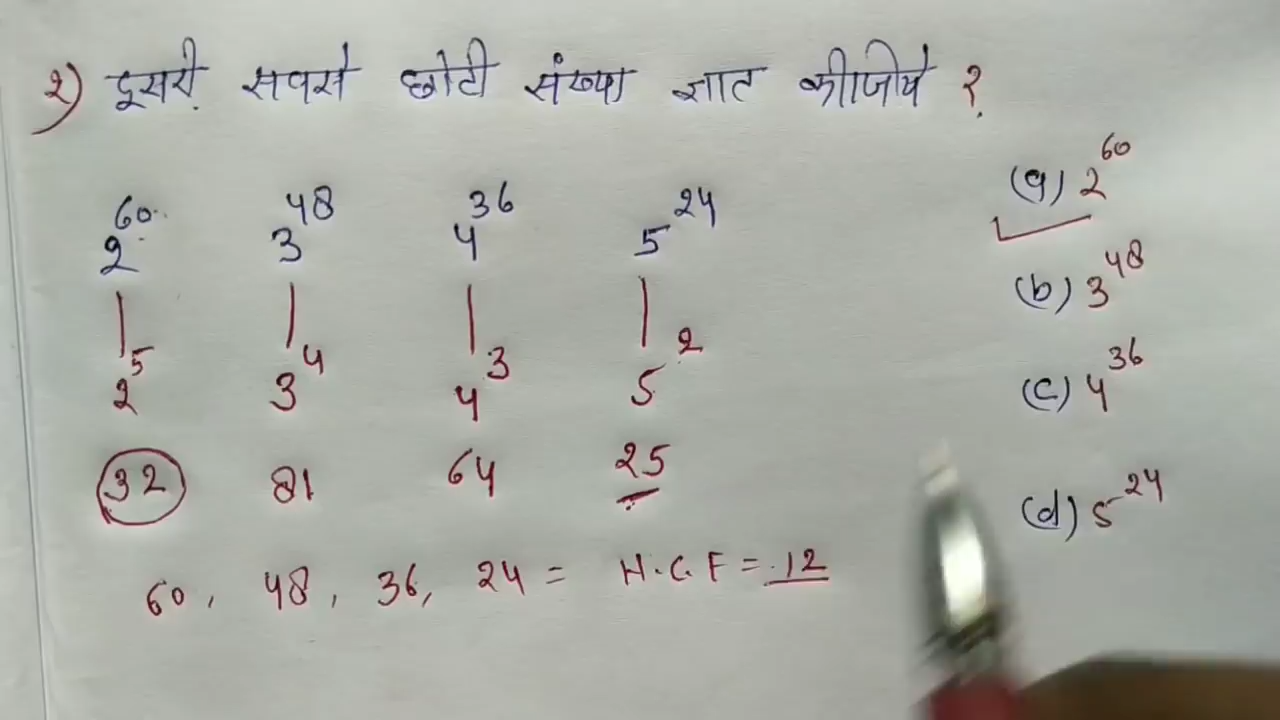 २) दूसरी सबसे छोटी संख्या ज्ञात कीजिये ?
2^60 3^48 4^36 5^24
2^5 3^4 4^3 5^2
32 81 64 25
60, 48, 36, 24 = H.C.F = 12
(a) 2^60
(b) 3^48
(c) 4^36
(d) 5^24